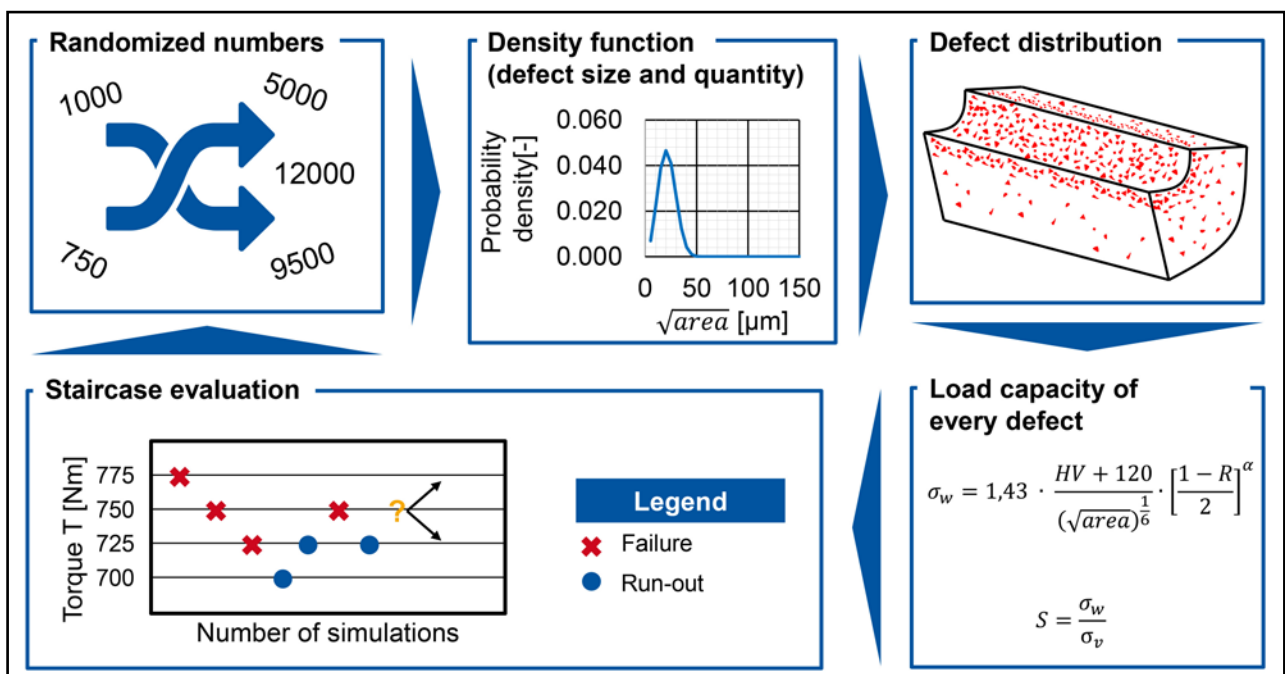 Randomized numbers
1000
5000
12000
750
9500
Density function
(defect size and quantity)
Probability
density[-]
0.060
0.040
0.020
0.000
0 50 100 150
√area [μm]
Defect distribution
Load capacity of
every defect
σ_w = 1,43 · (HV + 120)/(√area)^(1/6) · [(1 − R)/2]^α
S = σ_w/σ_v
Staircase evaluation
Torque T [Nm]
775
750
725
700
?
Number of simulations
Legend
Failure
Run-out